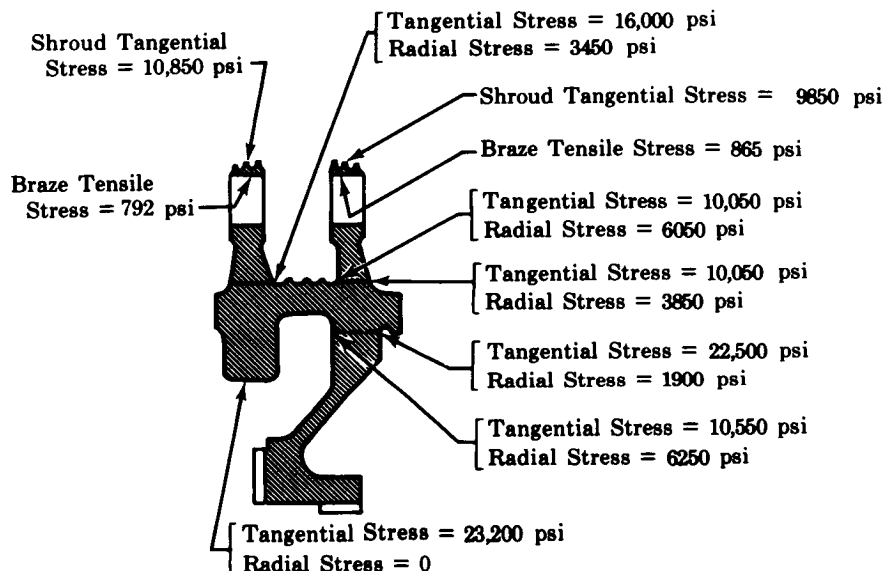 Tangential Stress = 16,000 psi
Radial Stress = 3450 psi
Shroud Tangential
Stress = 10,850 psi
Shroud Tangential Stress = 9850 psi
Braze Tensile Stress = 865 psi
Braze Tensile
Stress = 792 psi
Tangential Stress = 10,050 psi
Radial Stress = 6050 psi
Tangential Stress = 10,050 psi
Radial Stress = 3850 psi
Tangential Stress = 22,500 psi
Radial Stress = 1900 psi
Tangential Stress = 10,550 psi
Radial Stress = 6250 psi
Tangential Stress = 23,200 psi
Radial Stress = 0